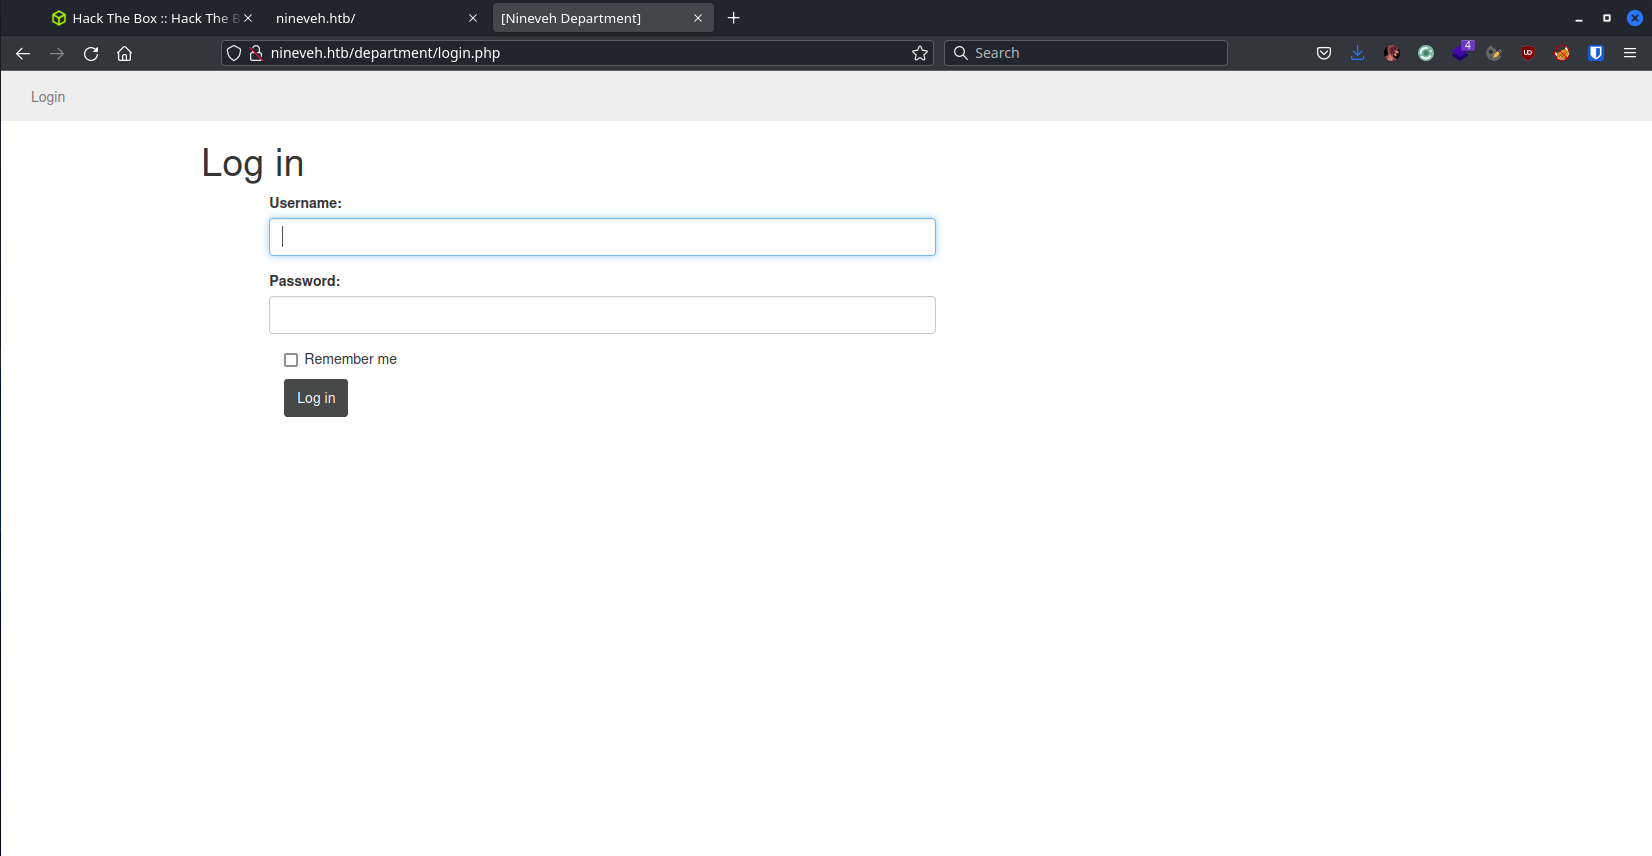 Hack The Box :: Hack The B
nineveh.htb/
[Nineveh Department]
nineveh.htb/department/login.php
Search
4
Login
Log in
Username:
Password:
Remember me
Log in